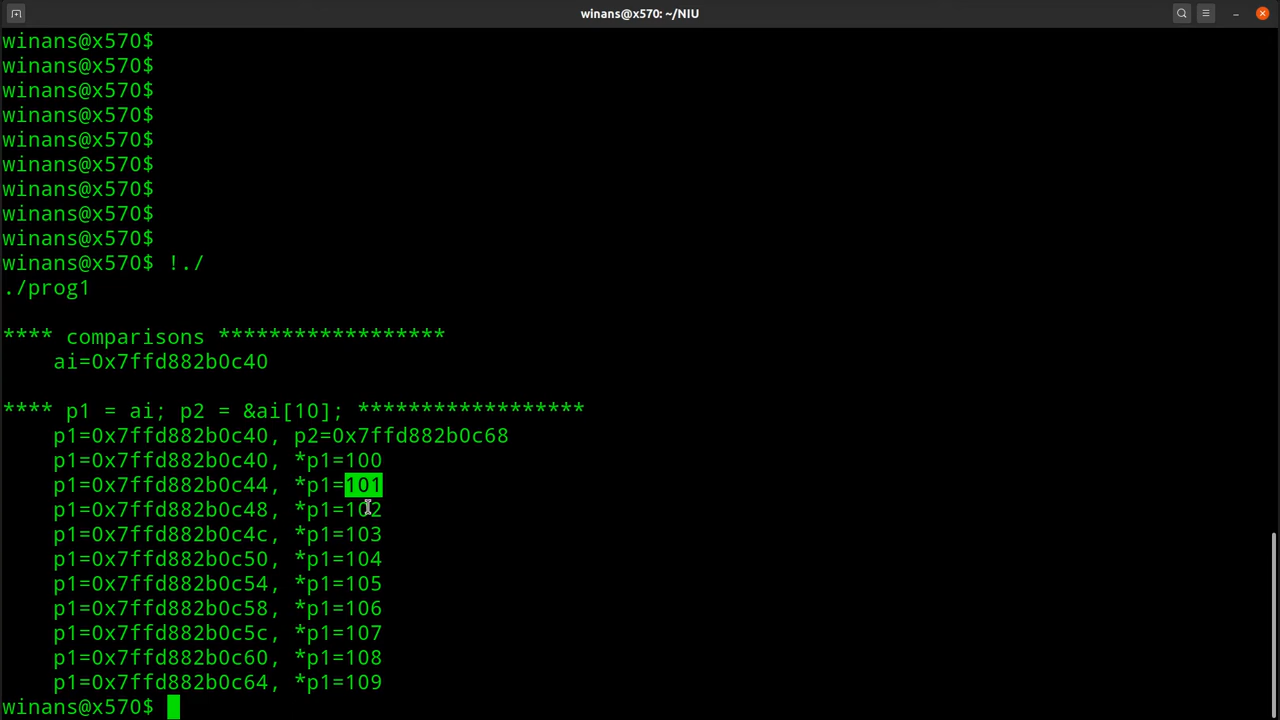 winans@x570: ~/NIU
winans@x570$
winans@x570$
winans@x570$
winans@x570$
winans@x570$
winans@x570$
winans@x570$
winans@x570$
winans@x570$
winans@x570$ !./
./prog1
**** comparisons ******************
    ai=0x7ffd882b0c40
**** p1 = ai; p2 = &ai[10]; ******************
    p1=0x7ffd882b0c40, p2=0x7ffd882b0c68
    p1=0x7ffd882b0c40, *p1=100
    p1=0x7ffd882b0c44, *p1=101
    p1=0x7ffd882b0c48, *p1=102
    p1=0x7ffd882b0c4c, *p1=103
    p1=0x7ffd882b0c50, *p1=104
    p1=0x7ffd882b0c54, *p1=105
    p1=0x7ffd882b0c58, *p1=106
    p1=0x7ffd882b0c5c, *p1=107
    p1=0x7ffd882b0c60, *p1=108
    p1=0x7ffd882b0c64, *p1=109
winans@x570$